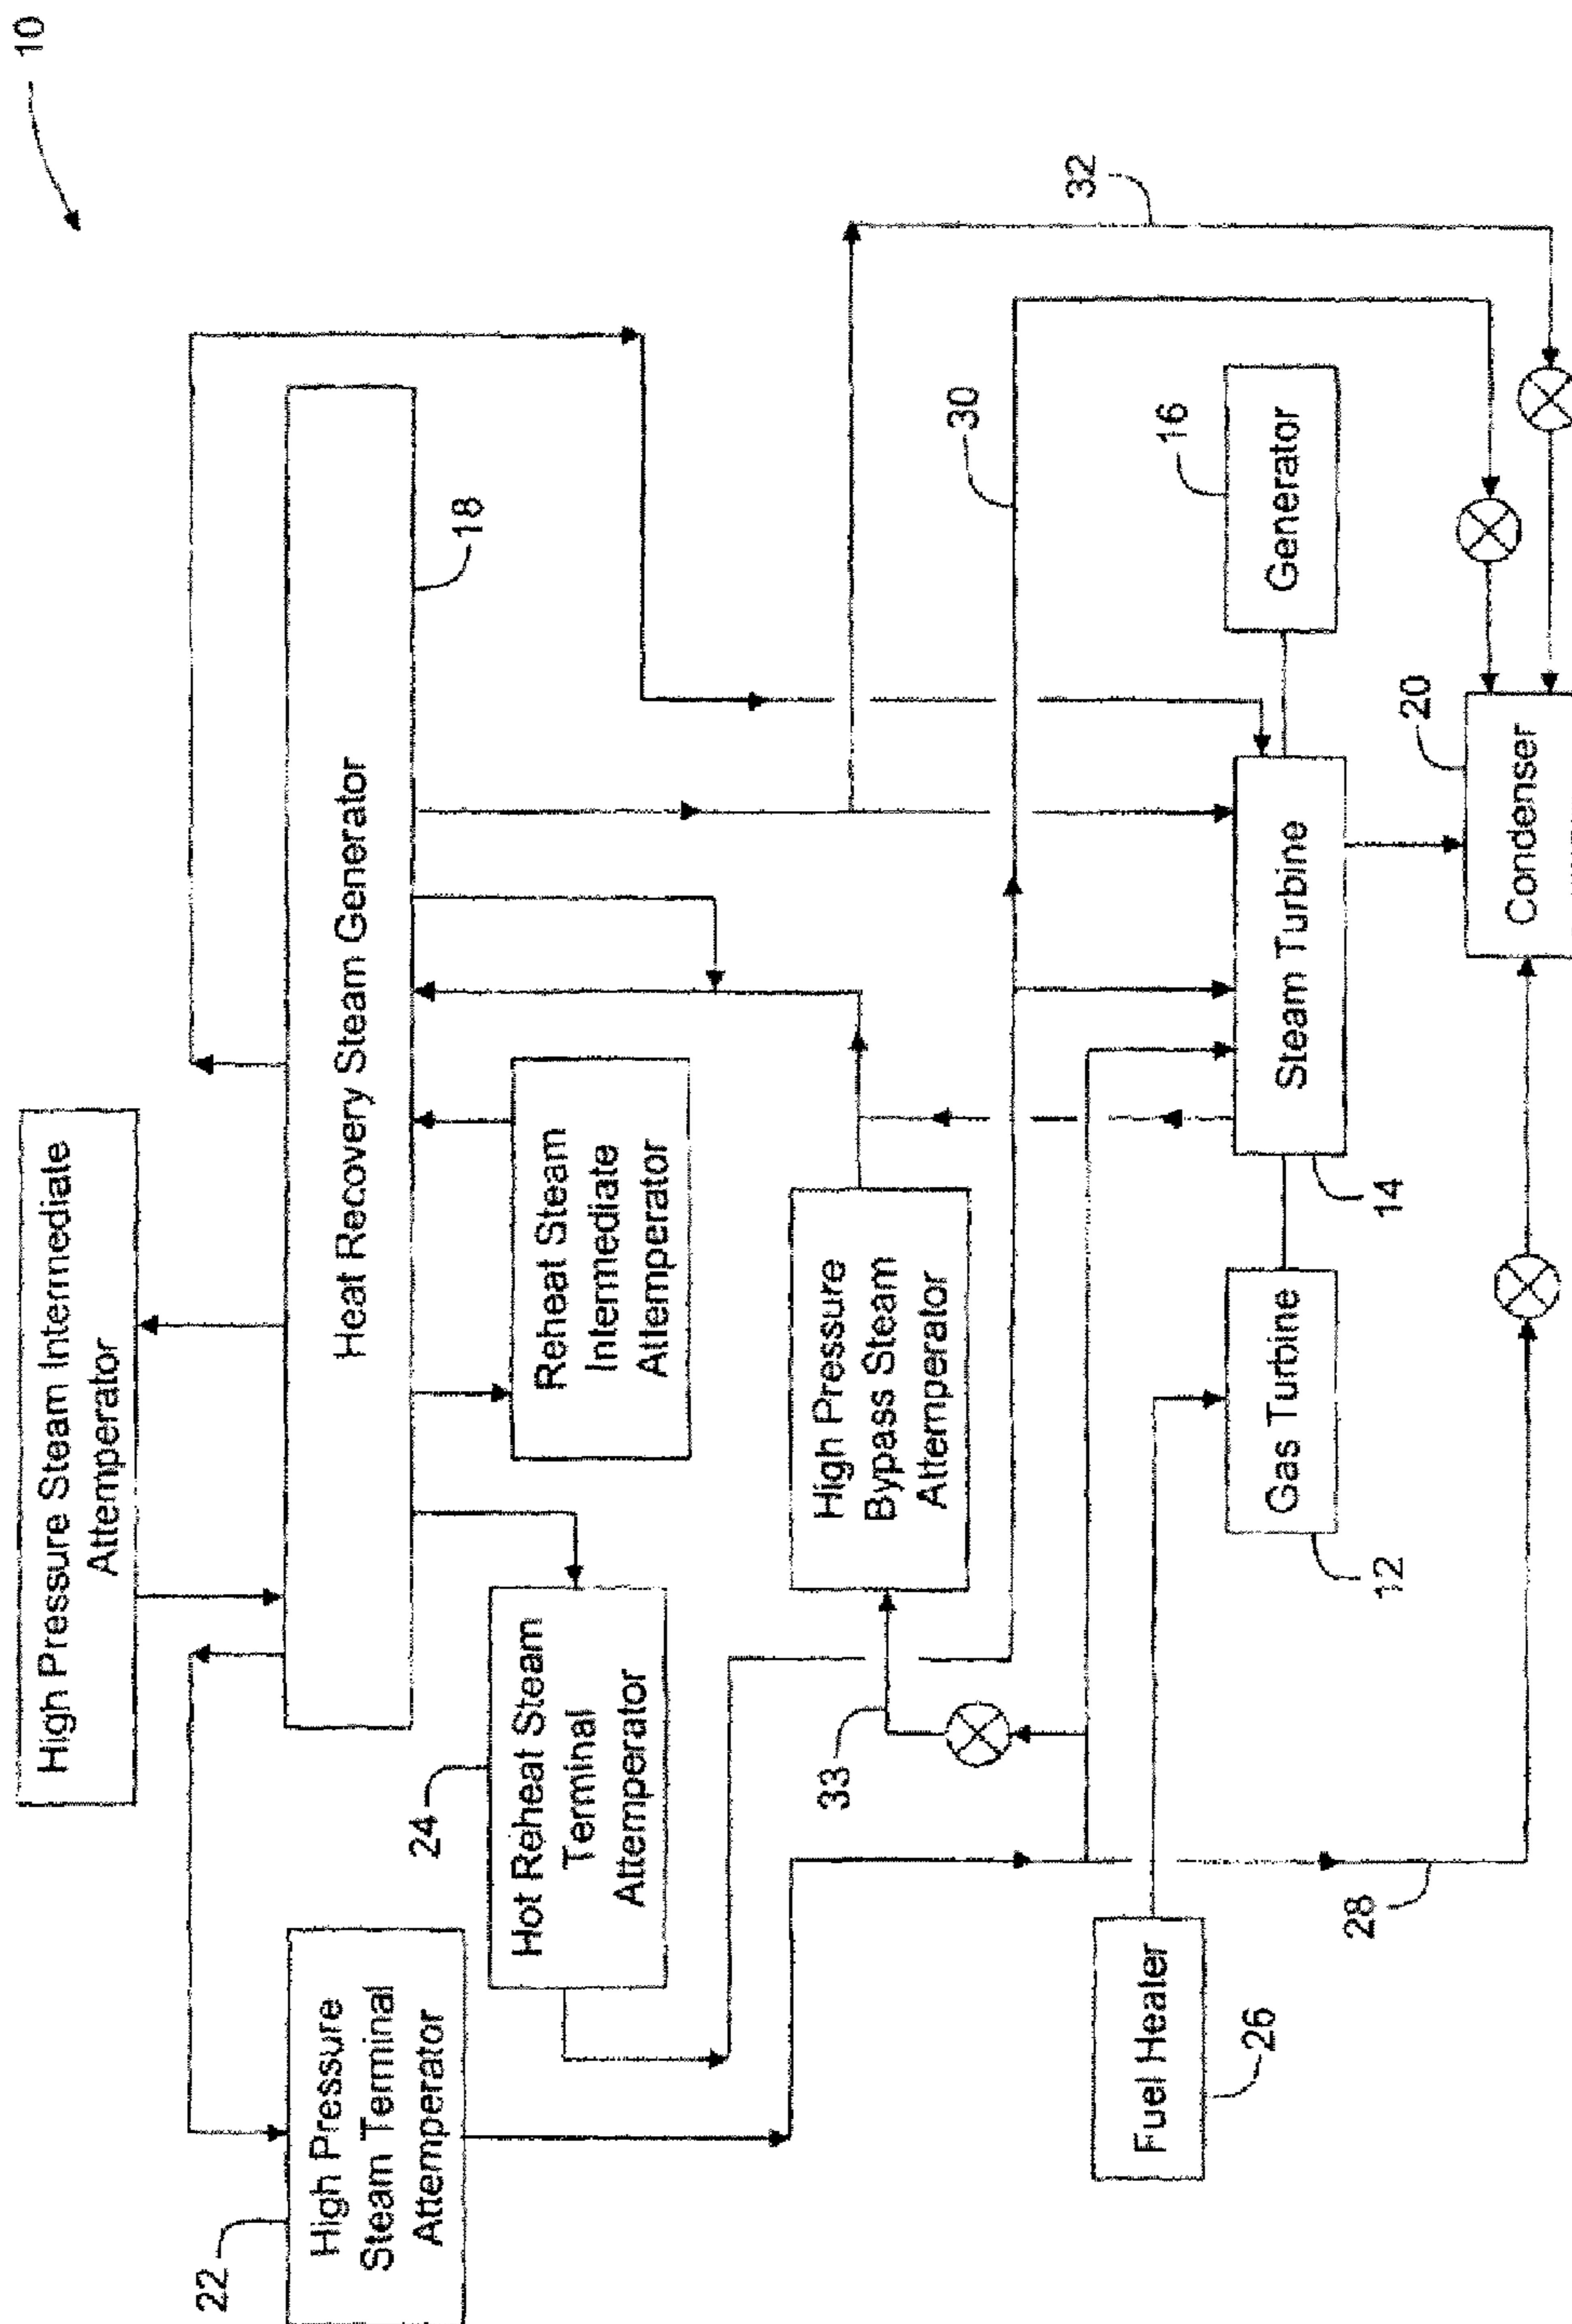 10
High Pressure Steam Intermediate
Attemperator
Heat Recovery Steam Generator
18
22
High Pressure
Steam Terminal
Attemperator
24
Hot Reheat Steam
Terminal
Attemperator
Reheat Steam
Intermediate
Attemperator
33
High Pressure
Bypass Steam
Attemperator
30
32
Fuel Heater
26
Gas Turbine
12
Steam Turbine
14
Generator
16
28
Condenser
20